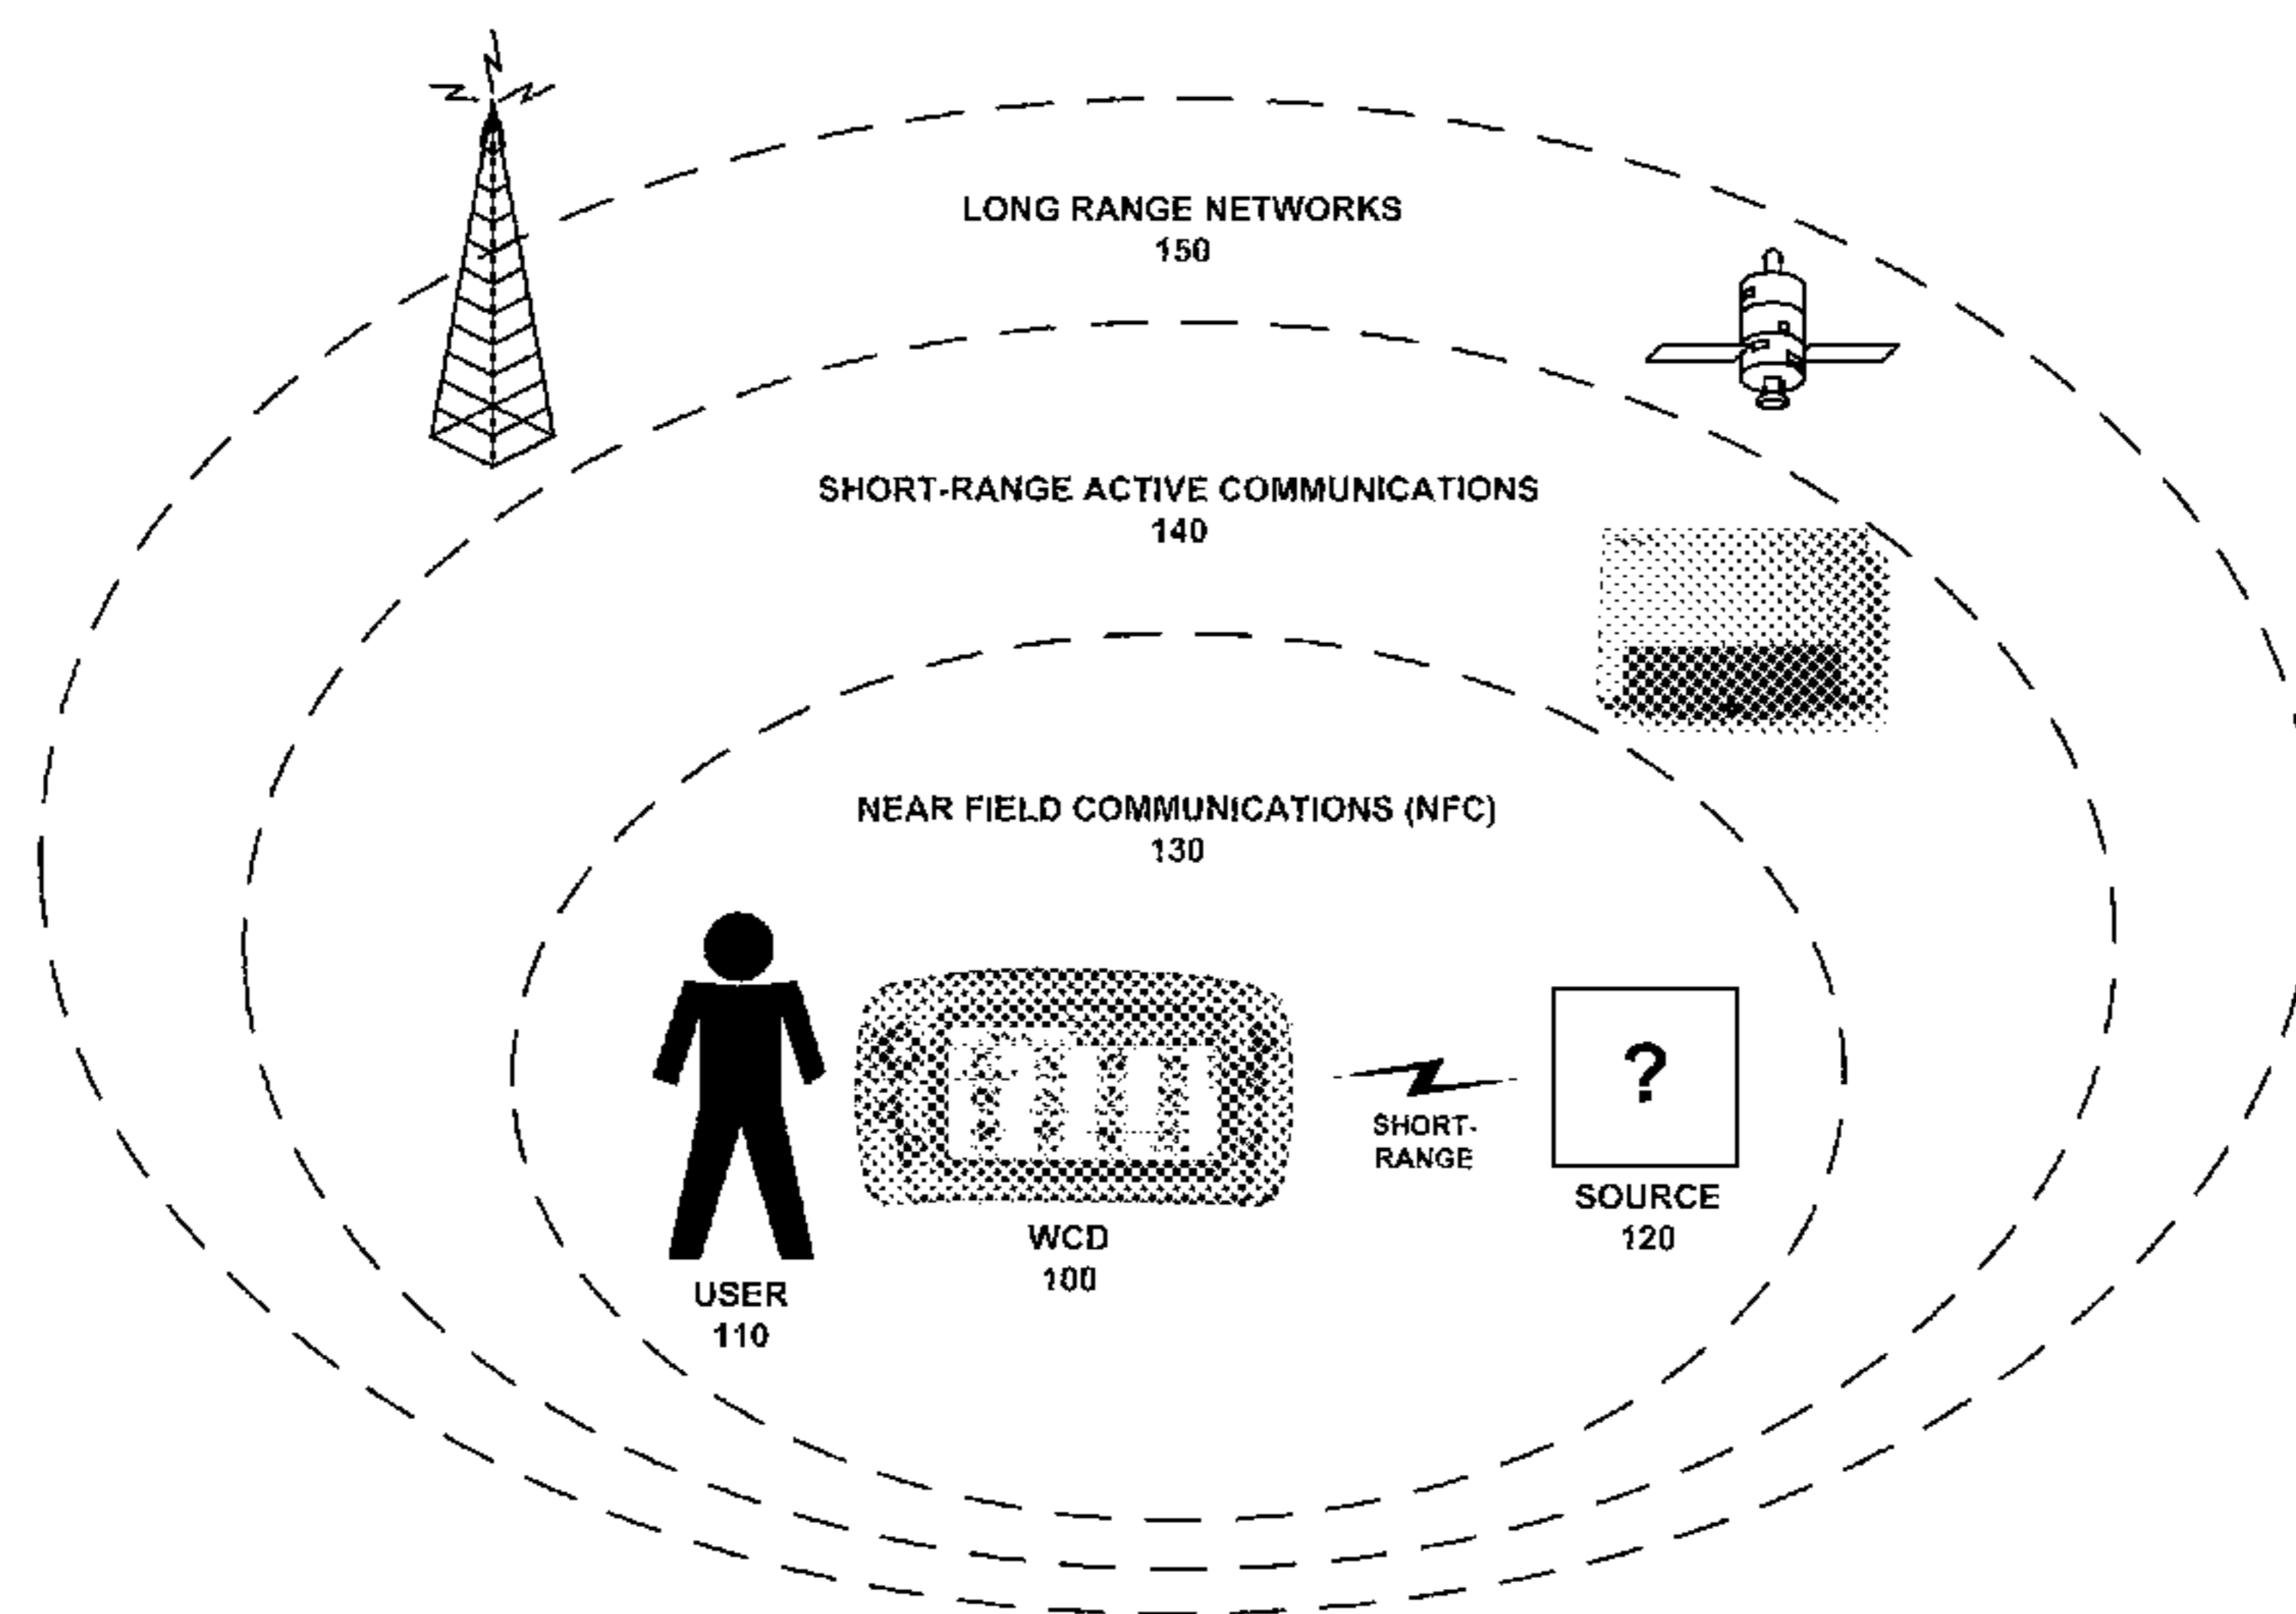 LONG RANGE NETWORKS
150
SHORT-RANGE ACTIVE COMMUNICATIONS
140
NEAR FIELD COMMUNICATIONS (NFC)
130
?
SHORT-
RANGE
SOURCE
120
WCD
100
USER
110